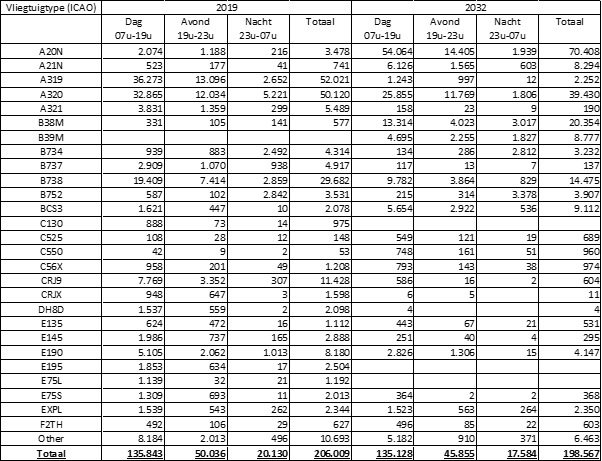 Vliegtuigtype (ICAO) 2019 2032
Dag Avond Nacht Totaal Dag Avond Nacht Totaal
07u-19u 19u-23u 23u-07u 07u-19u 19u-23u 23u-07u
A20N 2.074 1.188 216 3.478 54.064 14.405 1.939 70.408
A21N 523 177 41 741 6.126 1.565 603 8.294
A319 36.273 13.096 2.652 52.021 1.243 997 12 2.252
A320 32.865 12.034 5.221 50.120 25.855 11.769 1.806 39.430
A321 3.831 1.359 299 5.489 158 23 9 190
B38M 331 105 141 577 13.314 4.023 3.017 20.354
B39M 4.695 2.255 1.827 8.777
B734 939 883 2.492 4.314 134 286 2.812 3.232
B737 2.909 1.070 938 4.917 117 13 7 137
B738 19.409 7.414 2.859 29.682 9.782 3.864 829 14.475
B752 587 102 2.842 3.531 215 314 3.378 3.907
BCS3 1.621 447 10 2.078 5.654 2.922 536 9.112
C130 888 73 14 975
C525 108 28 12 148 549 121 19 689
C550 42 9 2 53 748 161 51 960
C56X 958 201 49 1.208 793 143 38 974
CRJ9 7.769 3.352 307 11.428 586 16 2 604
CRJX 948 647 3 1.598 6 5 11
DH8D 1.537 559 2 2.098 4 4
E135 624 472 16 1.112 443 67 21 531
E145 1.986 737 165 2.888 251 40 4 295
E190 5.105 2.062 1.013 8.180 2.826 1.306 15 4.147
E195 1.853 634 17 2.504
E75L 1.139 32 21 1.192
E75S 1.309 693 11 2.013 364 2 2 368
EXPL 1.539 543 262 2.344 1.523 563 264 2.350
F2TH 492 106 29 627 496 85 22 603
Other 8.184 2.013 496 10.693 5.182 910 371 6.463
Totaal 135.843 50.036 20.130 206.009 135.128 45.855 17.584 198.567